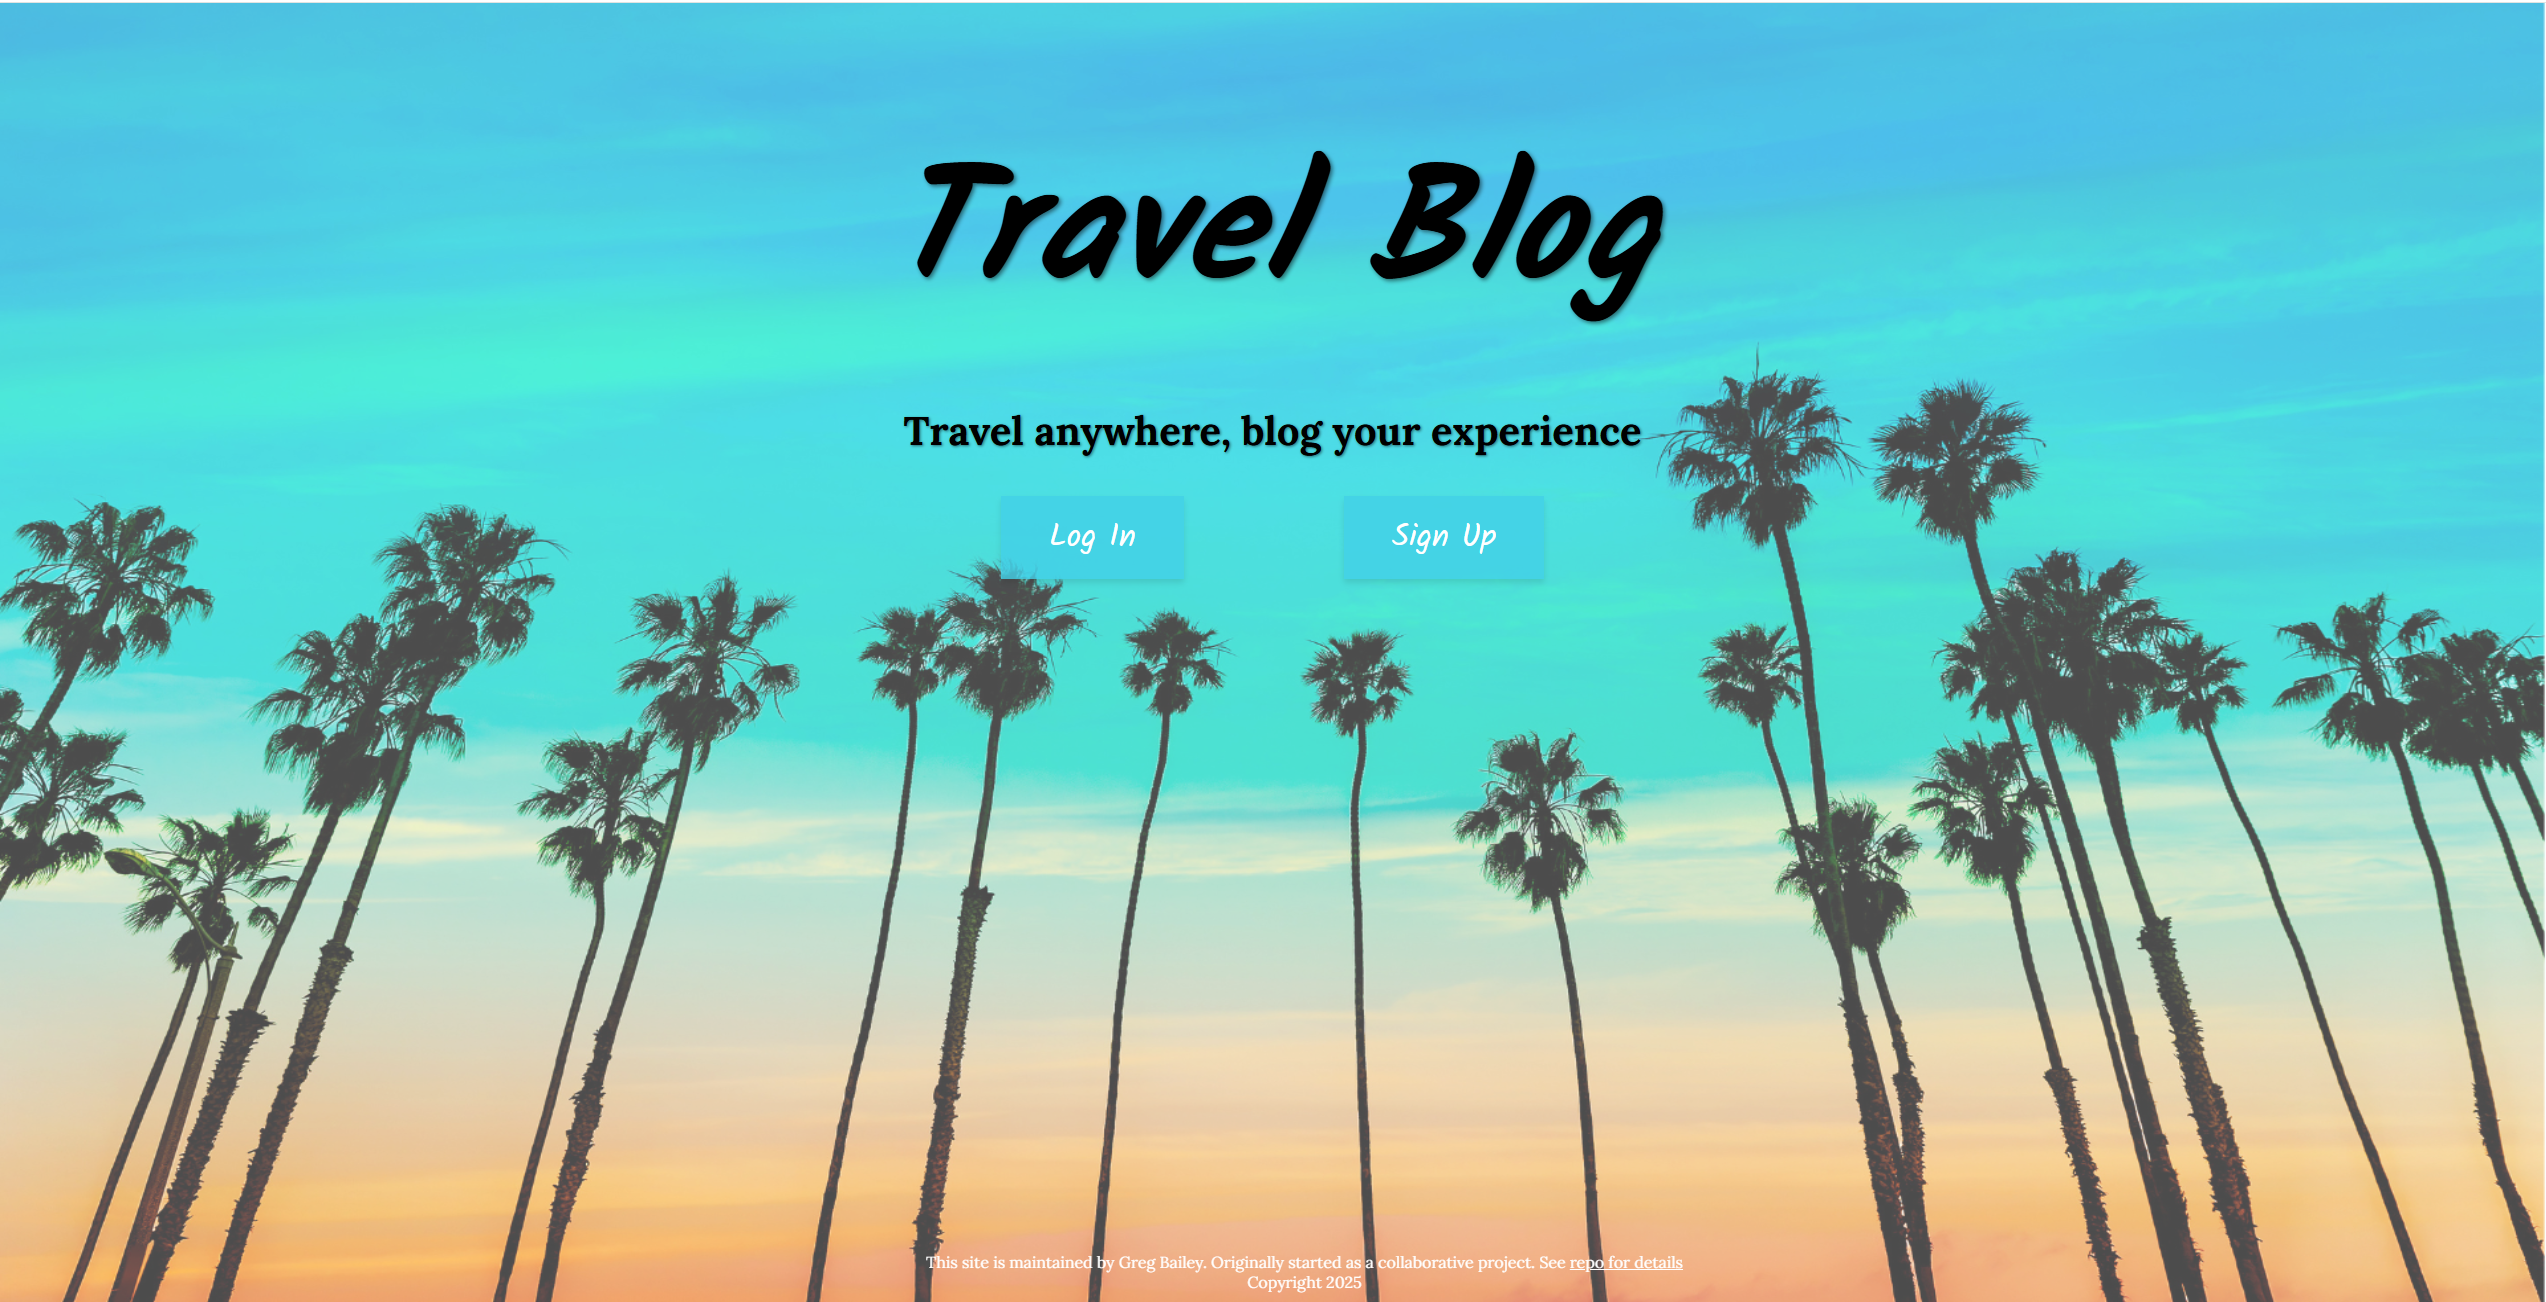 Travel Blog
Travel anywhere, blog your experience
Log In
Sign Up
This site is maintained by Greg Bailey. Originally started as a collaborative project. See repo for details
Copyright 2025